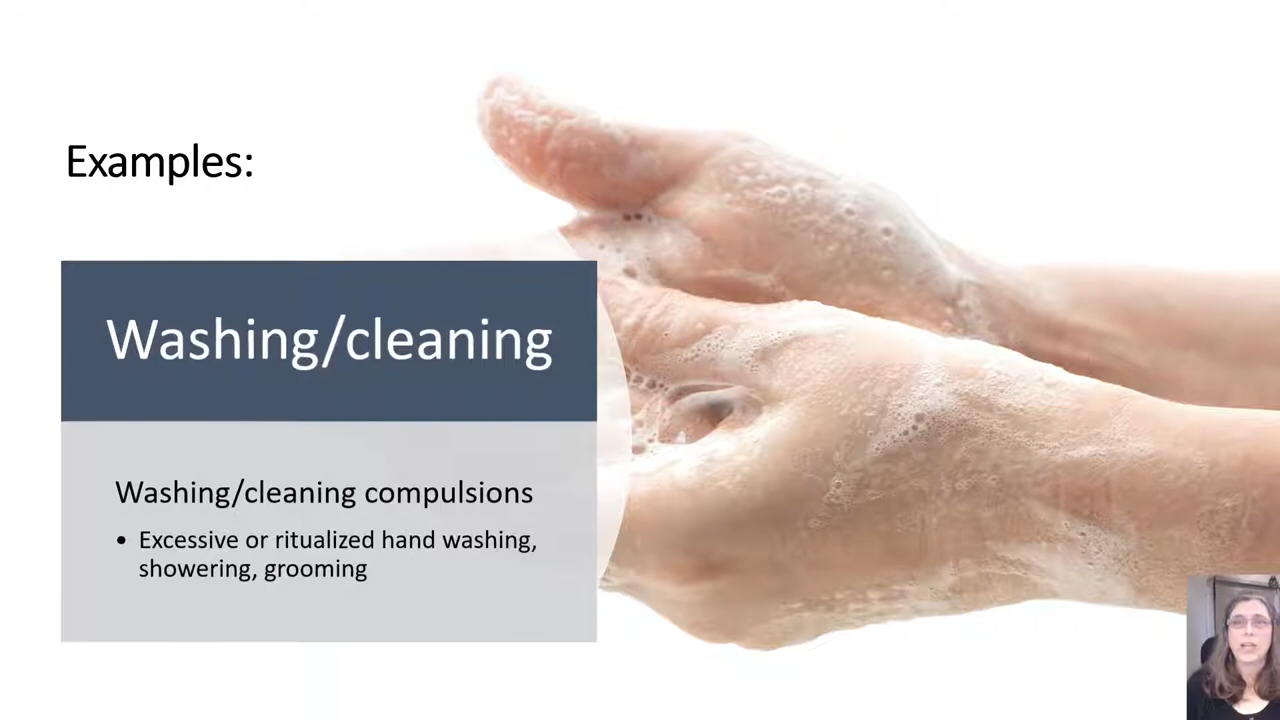 Examples:
Washing/cleaning
Washing/cleaning compulsions
• Excessive or ritualized hand washing,
showering, grooming